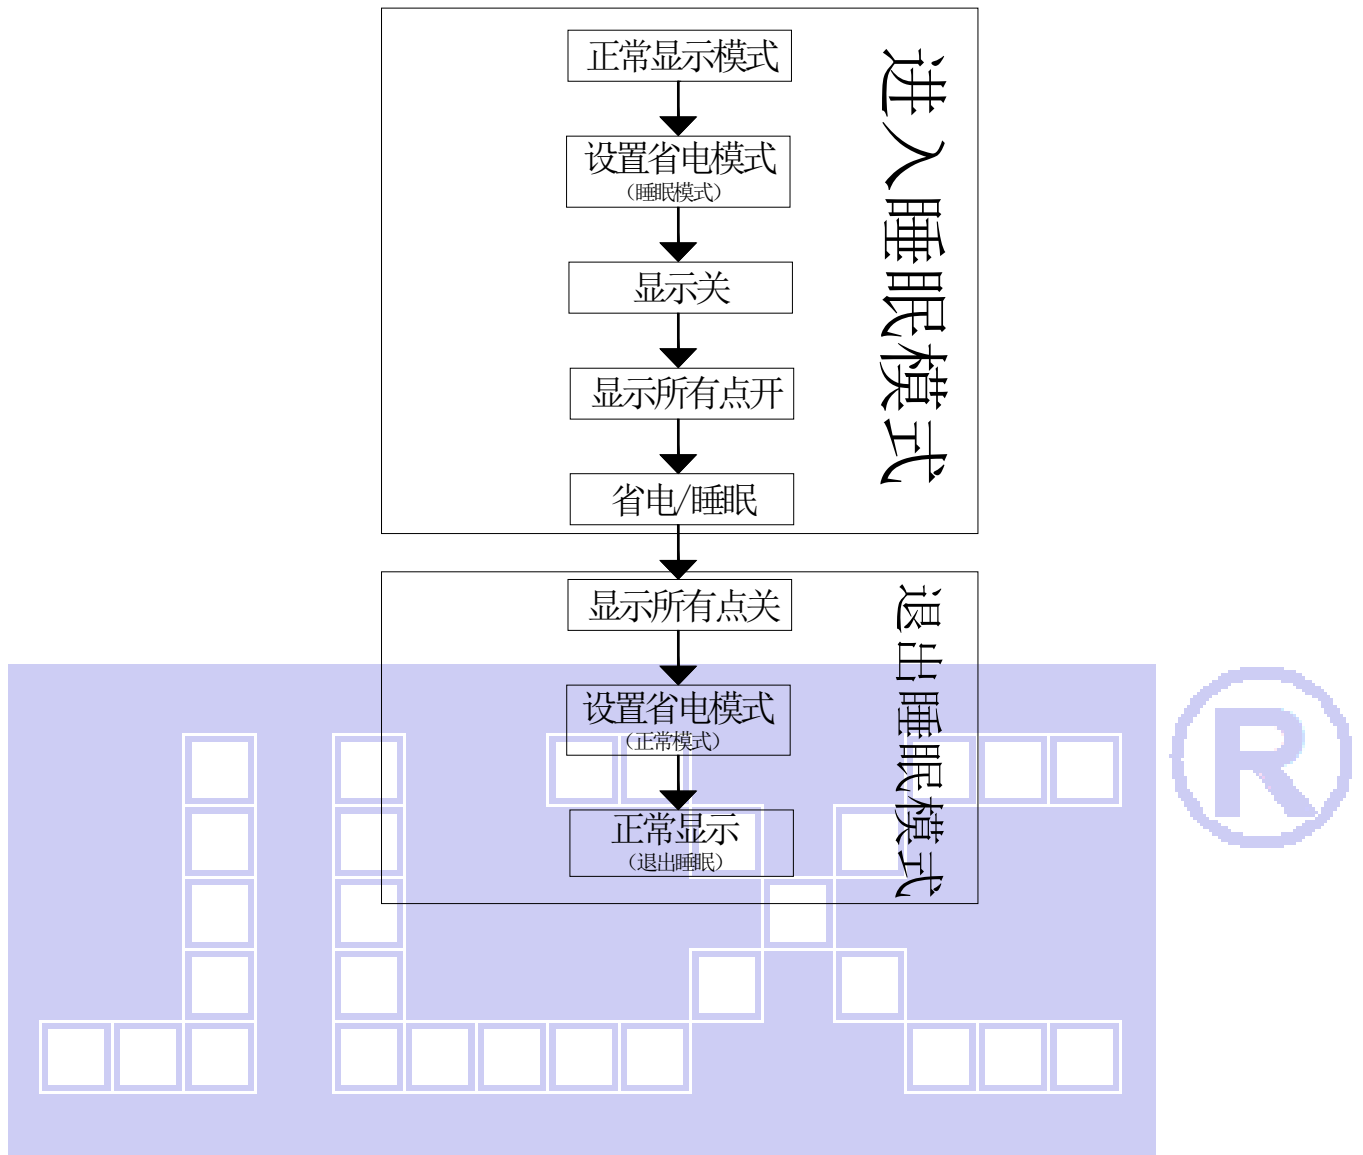 正常显示模式
设置省电模式
（睡眠模式）
显示关
显示所有点开
省电/睡眠
进入睡眠模式
显示所有点关
设置省电模式
（正常模式）
正常显示
（退出睡眠）
退出睡眠模式
JLX
®